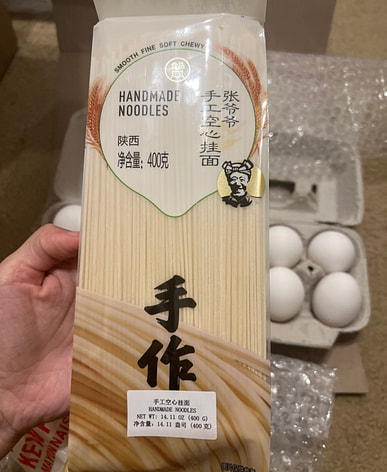 SMOOTH FINE SOFT CHEWY
HANDMADE
NOODLES
陕西
净含量：400克
张爷爷
手工空心挂面
手作
手工空心挂面
HANDMADE NOODLES
NET WT: 14.11 OZ (400 G)
净含量: 14.11 盎司 (400 克)
KEWP
MAYONNAIS